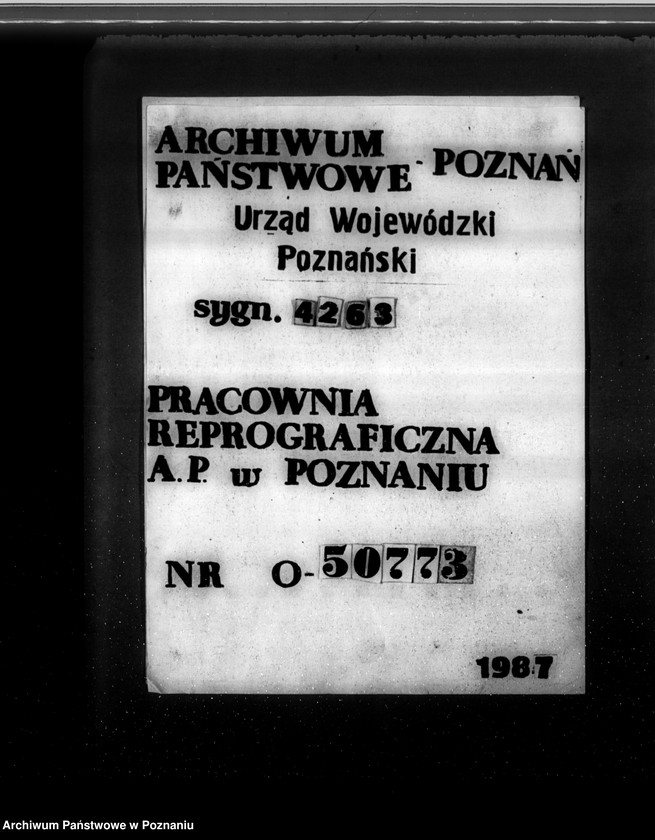 ARCHIWUM
PAŃSTWOWE - POZNAŃ
Urząd Wojewódzki
Poznański
sygn. 4263
PRACOWNIA
REPROGRAFICZNA
A.P. w POZNANIU
NR O-50773
1987
Archiwum Państwowe w Poznaniu